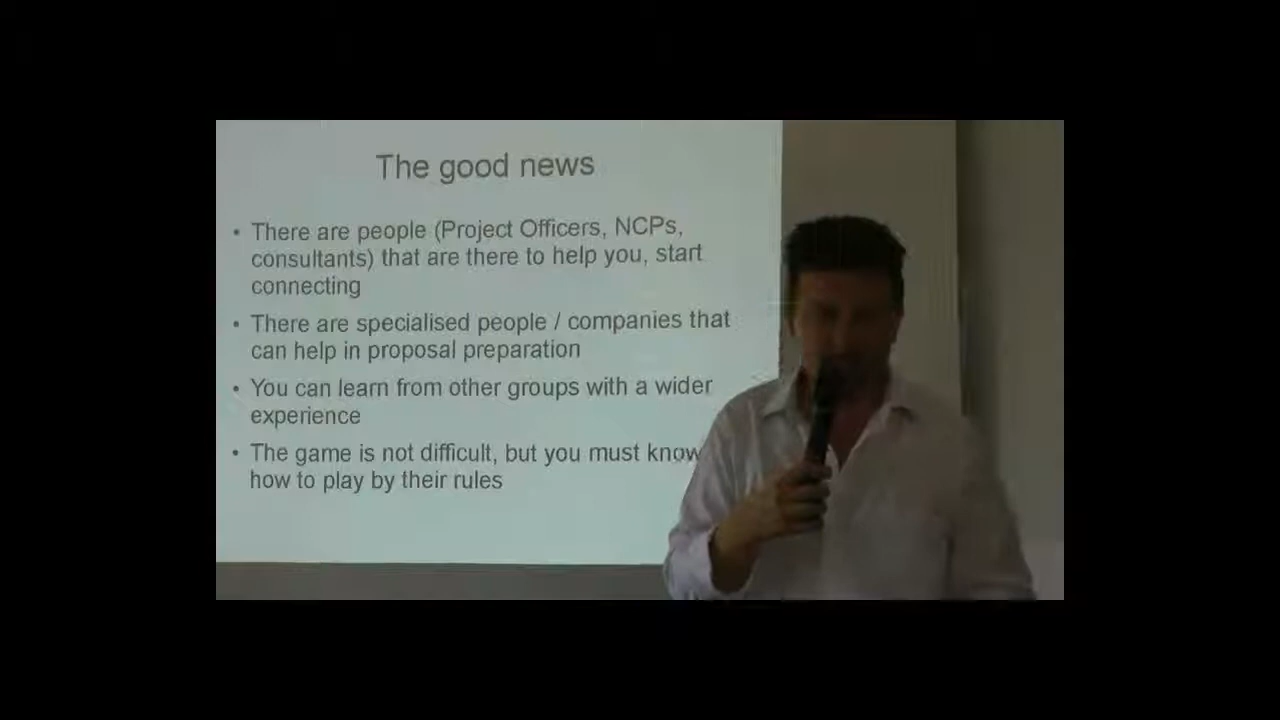 The good news
• There are people (Project Officers, NCPs,
consultants) that are there to help you, start
connecting
• There are specialised people / companies that
can help in proposal preparation
• You can learn from other groups with a wider
experience
• The game is not difficult, but you must know
how to play by their rules